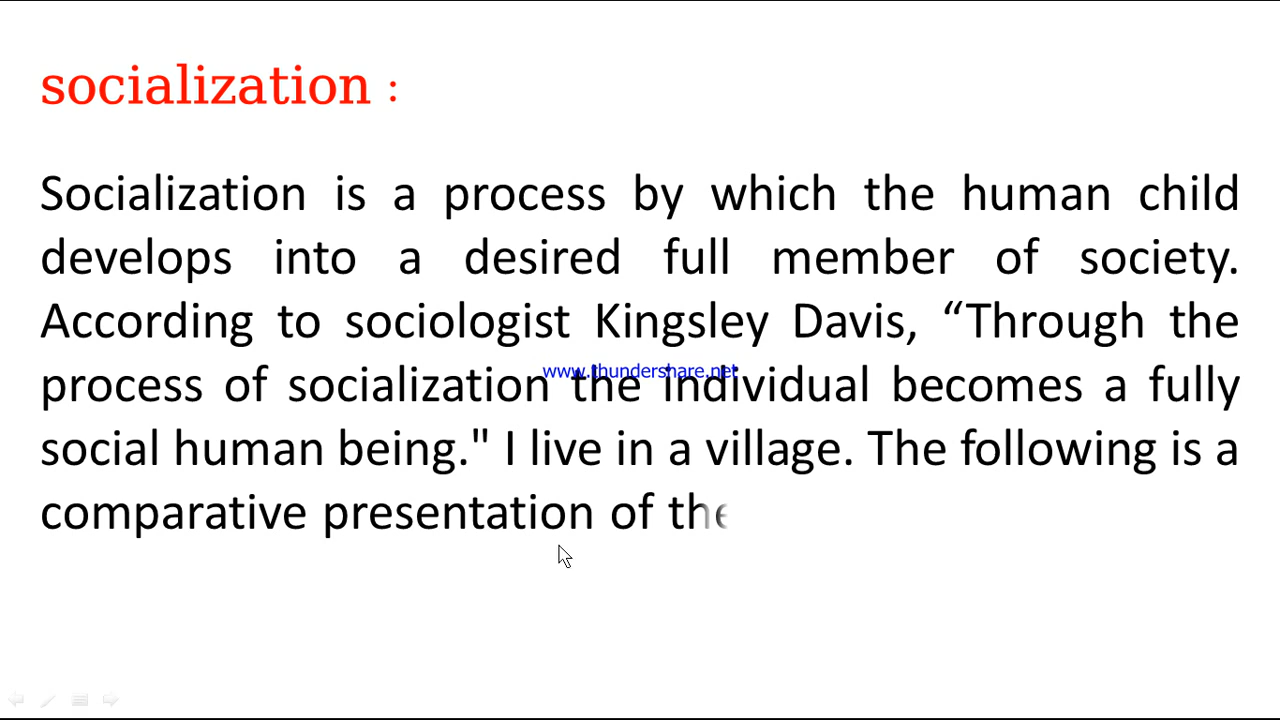 socialization :
Socialization is a process by which the human child
develops into a desired full member of society.
According to sociologist Kingsley Davis, “Through the
process of socialization the individual becomes a fully
www.thundershare.net
social human being." I live in a village. The following is a
comparative presentation of the